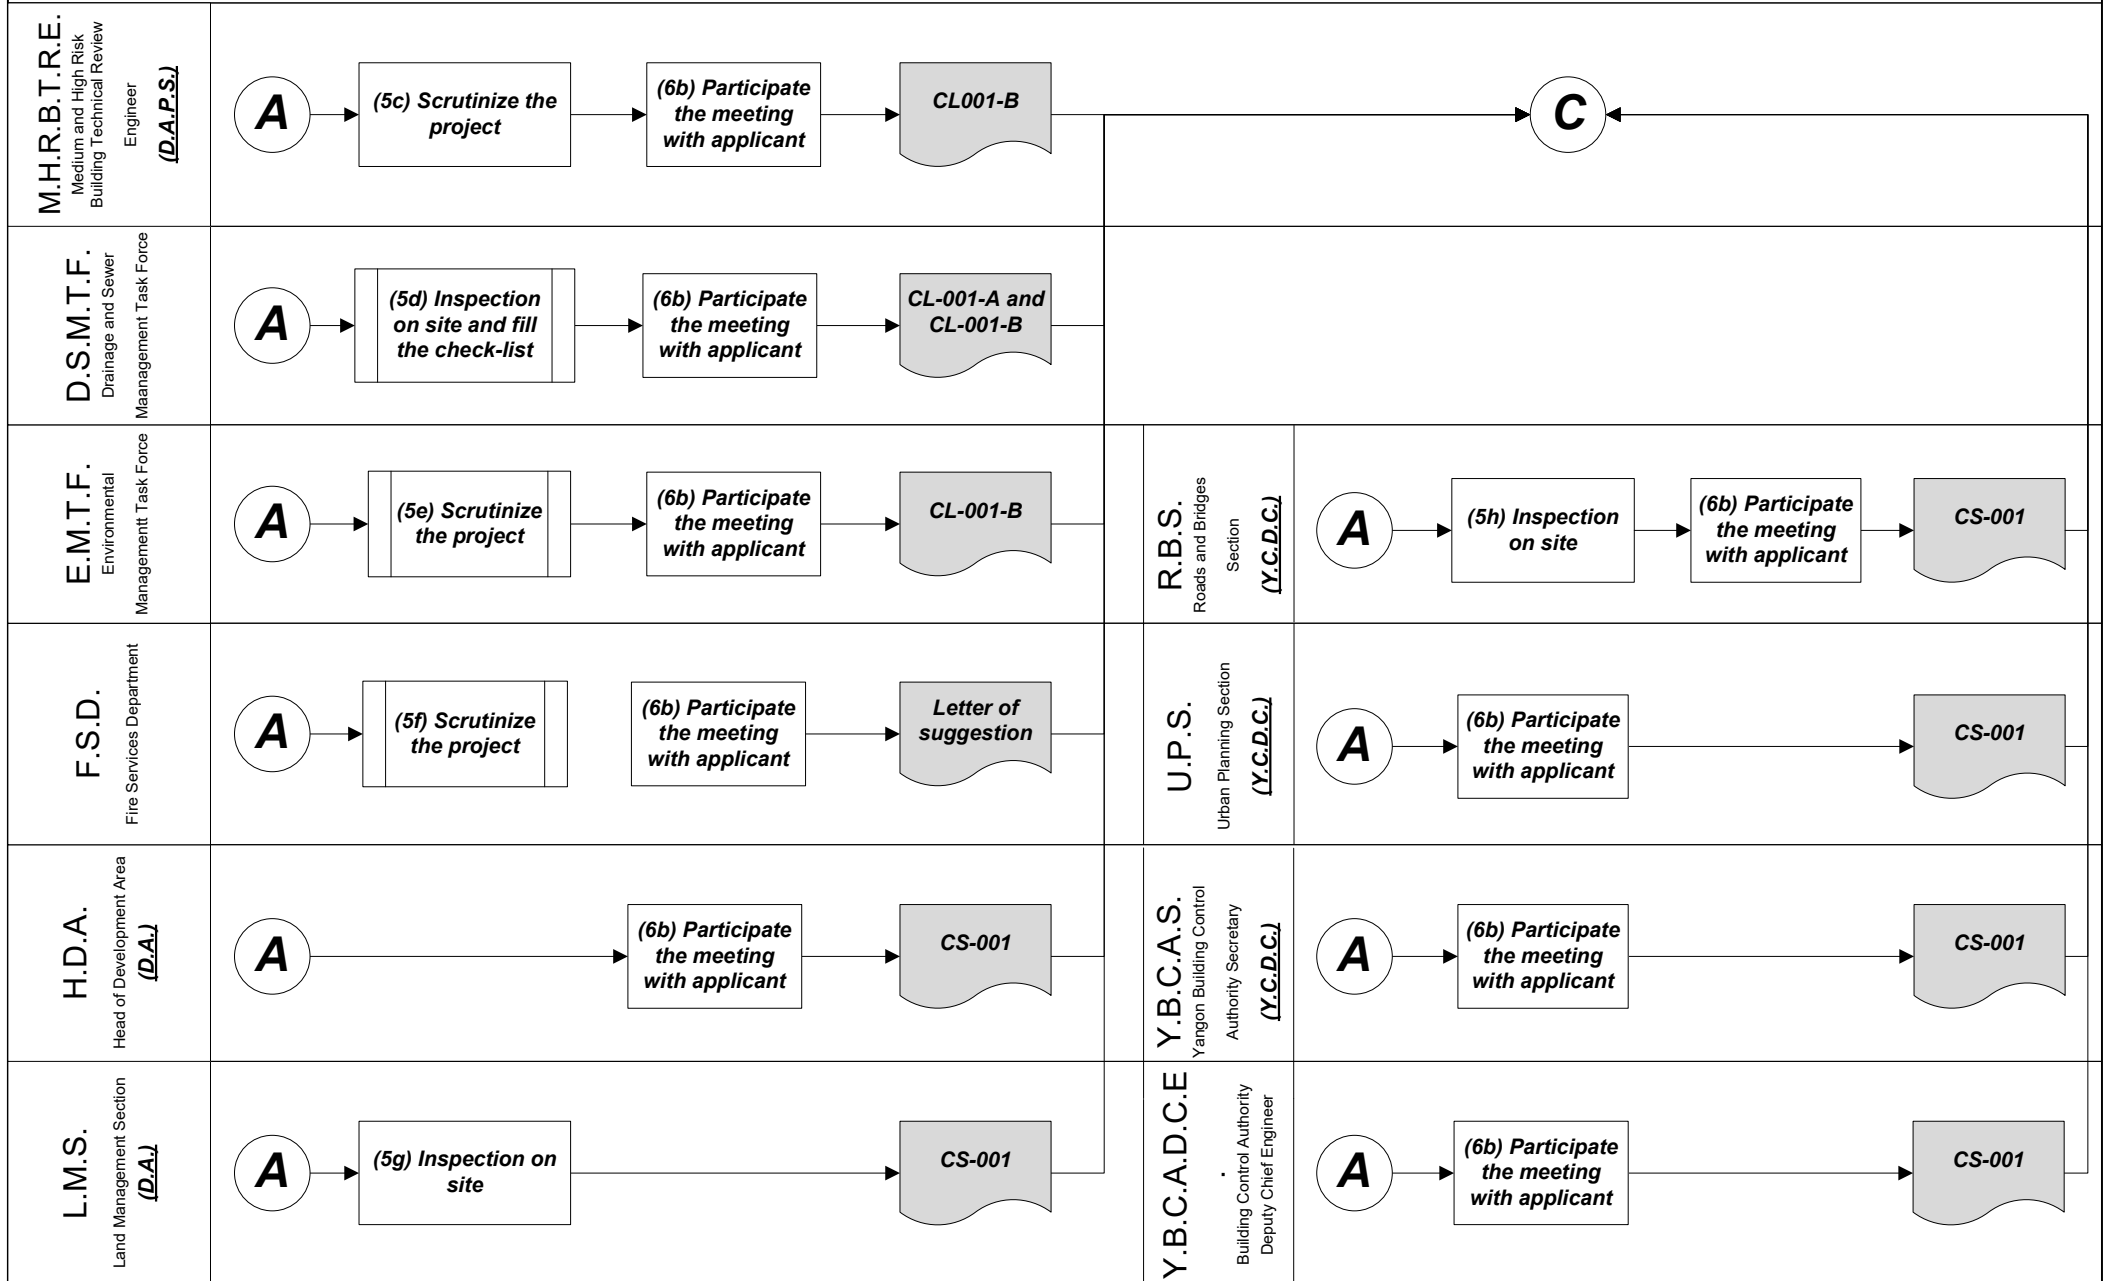 M.H.R.B.T.R.E.
Medium and High Risk
Building Technical Review
Engineer
(D.A.P.S.)
A
(5c) Scrutinize the
project
(6b) Participate
the meeting
with applicant
CL001-B
C
D.S.M.T.F.
Drainage and Sewer
Maanagement Task Force
A
(5d) Inspection
on site and fill
the check-list
(6b) Participate
the meeting
with applicant
CL-001-A and
CL-001-B
E.M.T.F.
Environmental
Managementt Task Force
A
(5e) Scrutinize
the project
(6b) Participate
the meeting
with applicant
CL-001-B
R.B.S.
Roads and Bridges
Section
(Y.C.D.C.)
A
(5h) Inspection
on site
(6b) Participate
the meeting
with applicant
CS-001
F.S.D.
Fire Services Department
A
(5f) Scrutinize
the project
(6b) Participate
the meeting
with applicant
Letter of
suggestion
U.P.S.
Urban Planning Section
(Y.C.D.C.)
A
(6b) Participate
the meeting
with applicant
CS-001
H.D.A.
Head of Development Area
(D.A.)
A
(6b) Participate
the meeting
with applicant
CS-001
Y.B.C.A.S.
Yangon Building Control
Authority Secretary
(Y.C.D.C.)
A
(6b) Participate
the meeting
with applicant
CS-001
L.M.S.
Land Management Section
(D.A.)
A
(5g) Inspection on
site
CS-001
Y.B.C.A.D.C.E
.
Building Control Authority
Deputy Chief Engineer
A
(6b) Participate
the meeting
with applicant
CS-001